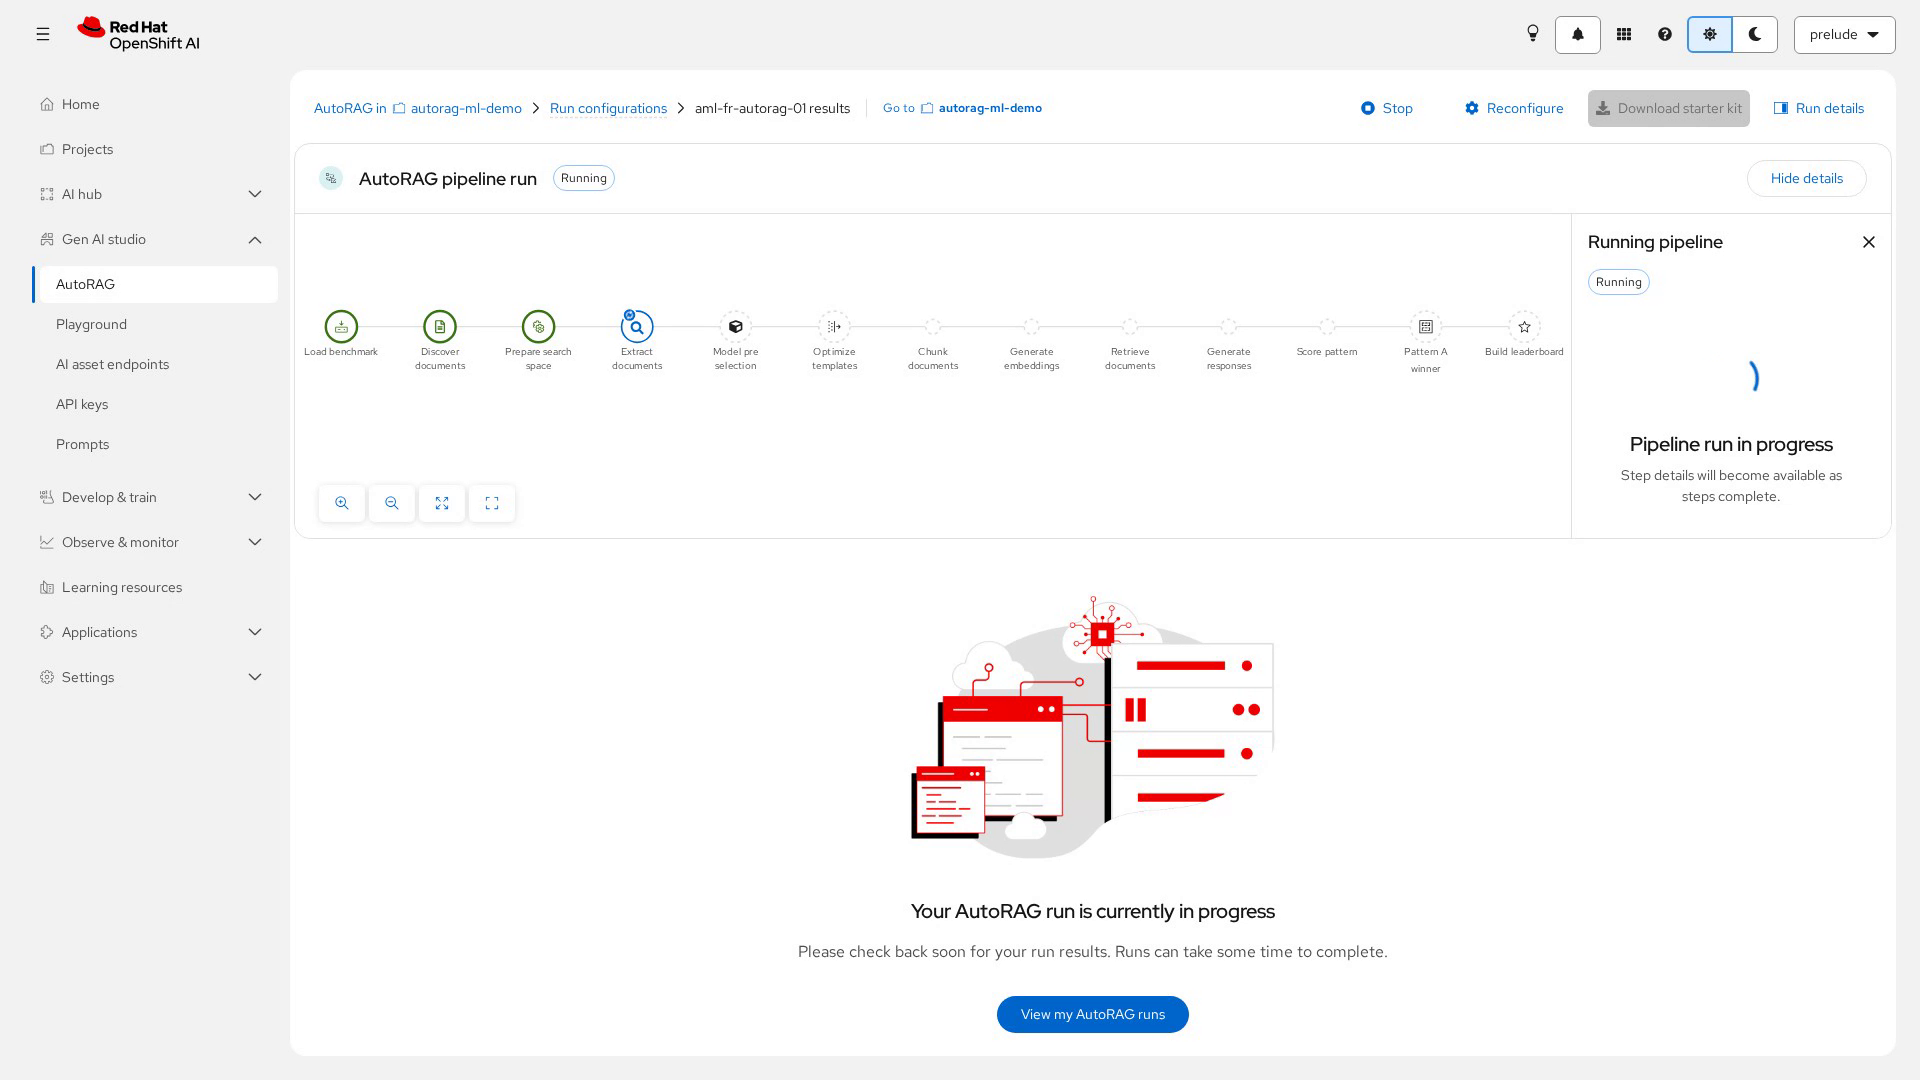 Red Hat
OpenShift AI
prelude
Home
Projects
AI hub
Gen AI studio
AutoRAG
Playground
AI asset endpoints
API keys
Prompts
Develop & train
Observe & monitor
Learning resources
Applications
Settings
AutoRAG in autorag-ml-demo
Run configurations
aml-fr-autorag-01 results
Go to autorag-ml-demo
Stop
Reconfigure
Download starter kit
Run details
AutoRAG pipeline run
Running
Hide details
Load benchmark
Discover
documents
Prepare search
space
Extract
documents
Model pre
selection
Optimize
templates
Chunk
documents
Generate
embeddings
Retrieve
documents
Generate
responses
Score pattern
Pattern A
winner
Build leaderboard
Running pipeline
Running
Pipeline run in progress
Step details will become available as
steps complete.
Your AutoRAG run is currently in progress
Please check back soon for your run results. Runs can take some time to complete.
View my AutoRAG runs